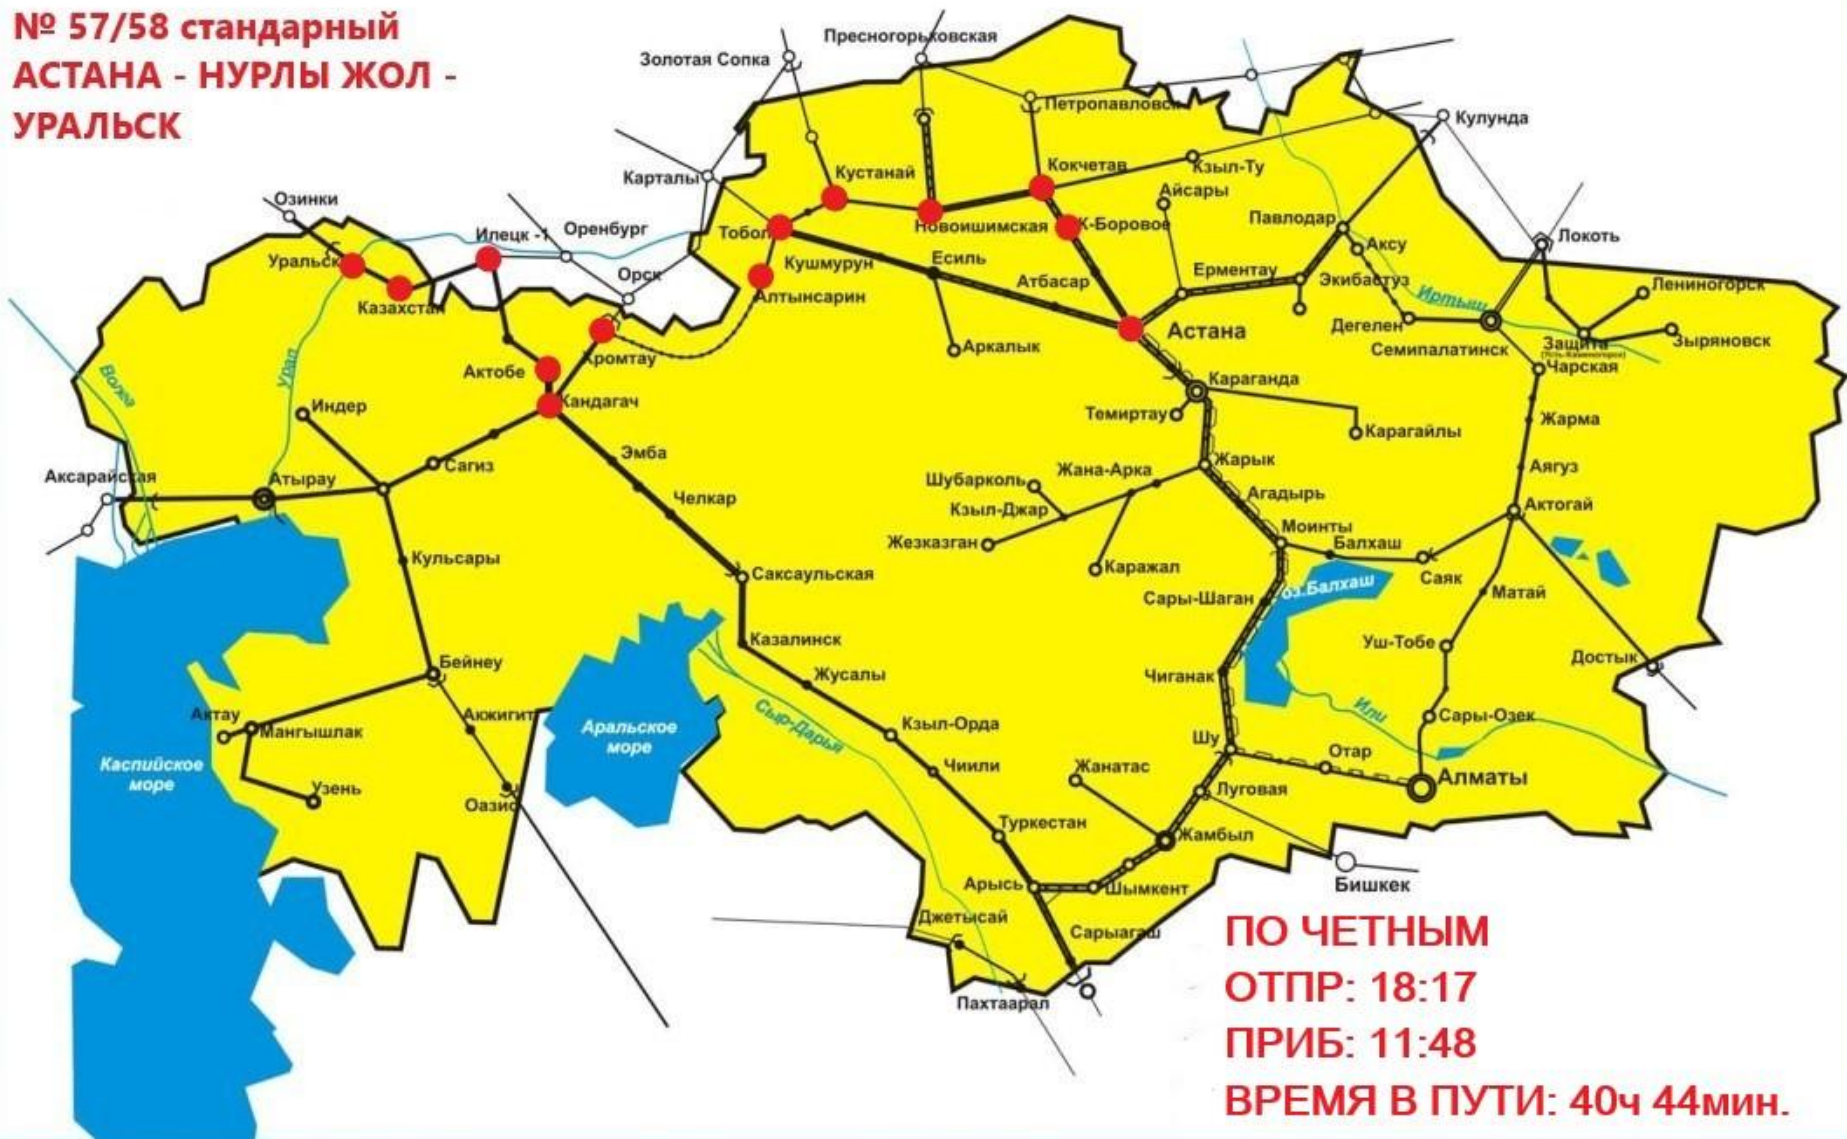 № 57/58 стандарный
АСТАНА - НУРЛЫ ЖОЛ -
УРАЛЬСК
Пресногорьковская
Золотая Сопка
Петропавловск
Кулунда
Карталы
Кустанай
Кокчетав
Кзыл-Ту
Айсары
Озинки
Илецк -1
Оренбург
Тобол
Новоишимская
К-Боровое
Павлодар
Аксу
Локоть
Уральск
Орск
Кушмурун
Есиль
Атбасар
Ерментау
Экибастуз
Иртыш
Лениногорск
Казахстан
Алтынсарин
Астана
Дегелен
Семипалатинск
Защита
(Усть-Каменогорск)
Зыряновск
Чарская
Волга
Урал
Хромтау
Аркалык
Актобе
Кандагач
Караганда
Темиртау
Карагайлы
Жарма
Индер
Эмба
Сагиз
Жарык
Аягуз
Аксарайская
Атырау
Челкар
Шубарколь
Жана-Арка
Кзыл-Джар
Агадырь
Актогай
Моинты
Балхаш
Жезказган
Каражал
Саяк
Кульсары
Саксаульская
Сары-Шаган
оз.Балхаш
Матай
Казалинск
Уш-Тобе
Достык
Бейнеу
Жусалы
Чиганак
Актау
Мангышлак
Акжигит
Аральское
море
Сыр-Дарья
Кзыл-Орда
Или
Сары-Озек
Шу
Отар
Каспийское
море
Узень
Оазис
Чиили
Жанатас
Луговая
Алматы
Туркестан
Жамбыл
Арысь
Шымкент
Бишкек
Джетысай
Сарыагаш
Пахтаарал
ПО ЧЕТНЫМ
ОТПР: 18:17
ПРИБ: 11:48
ВРЕМЯ В ПУТИ: 40ч 44мин.